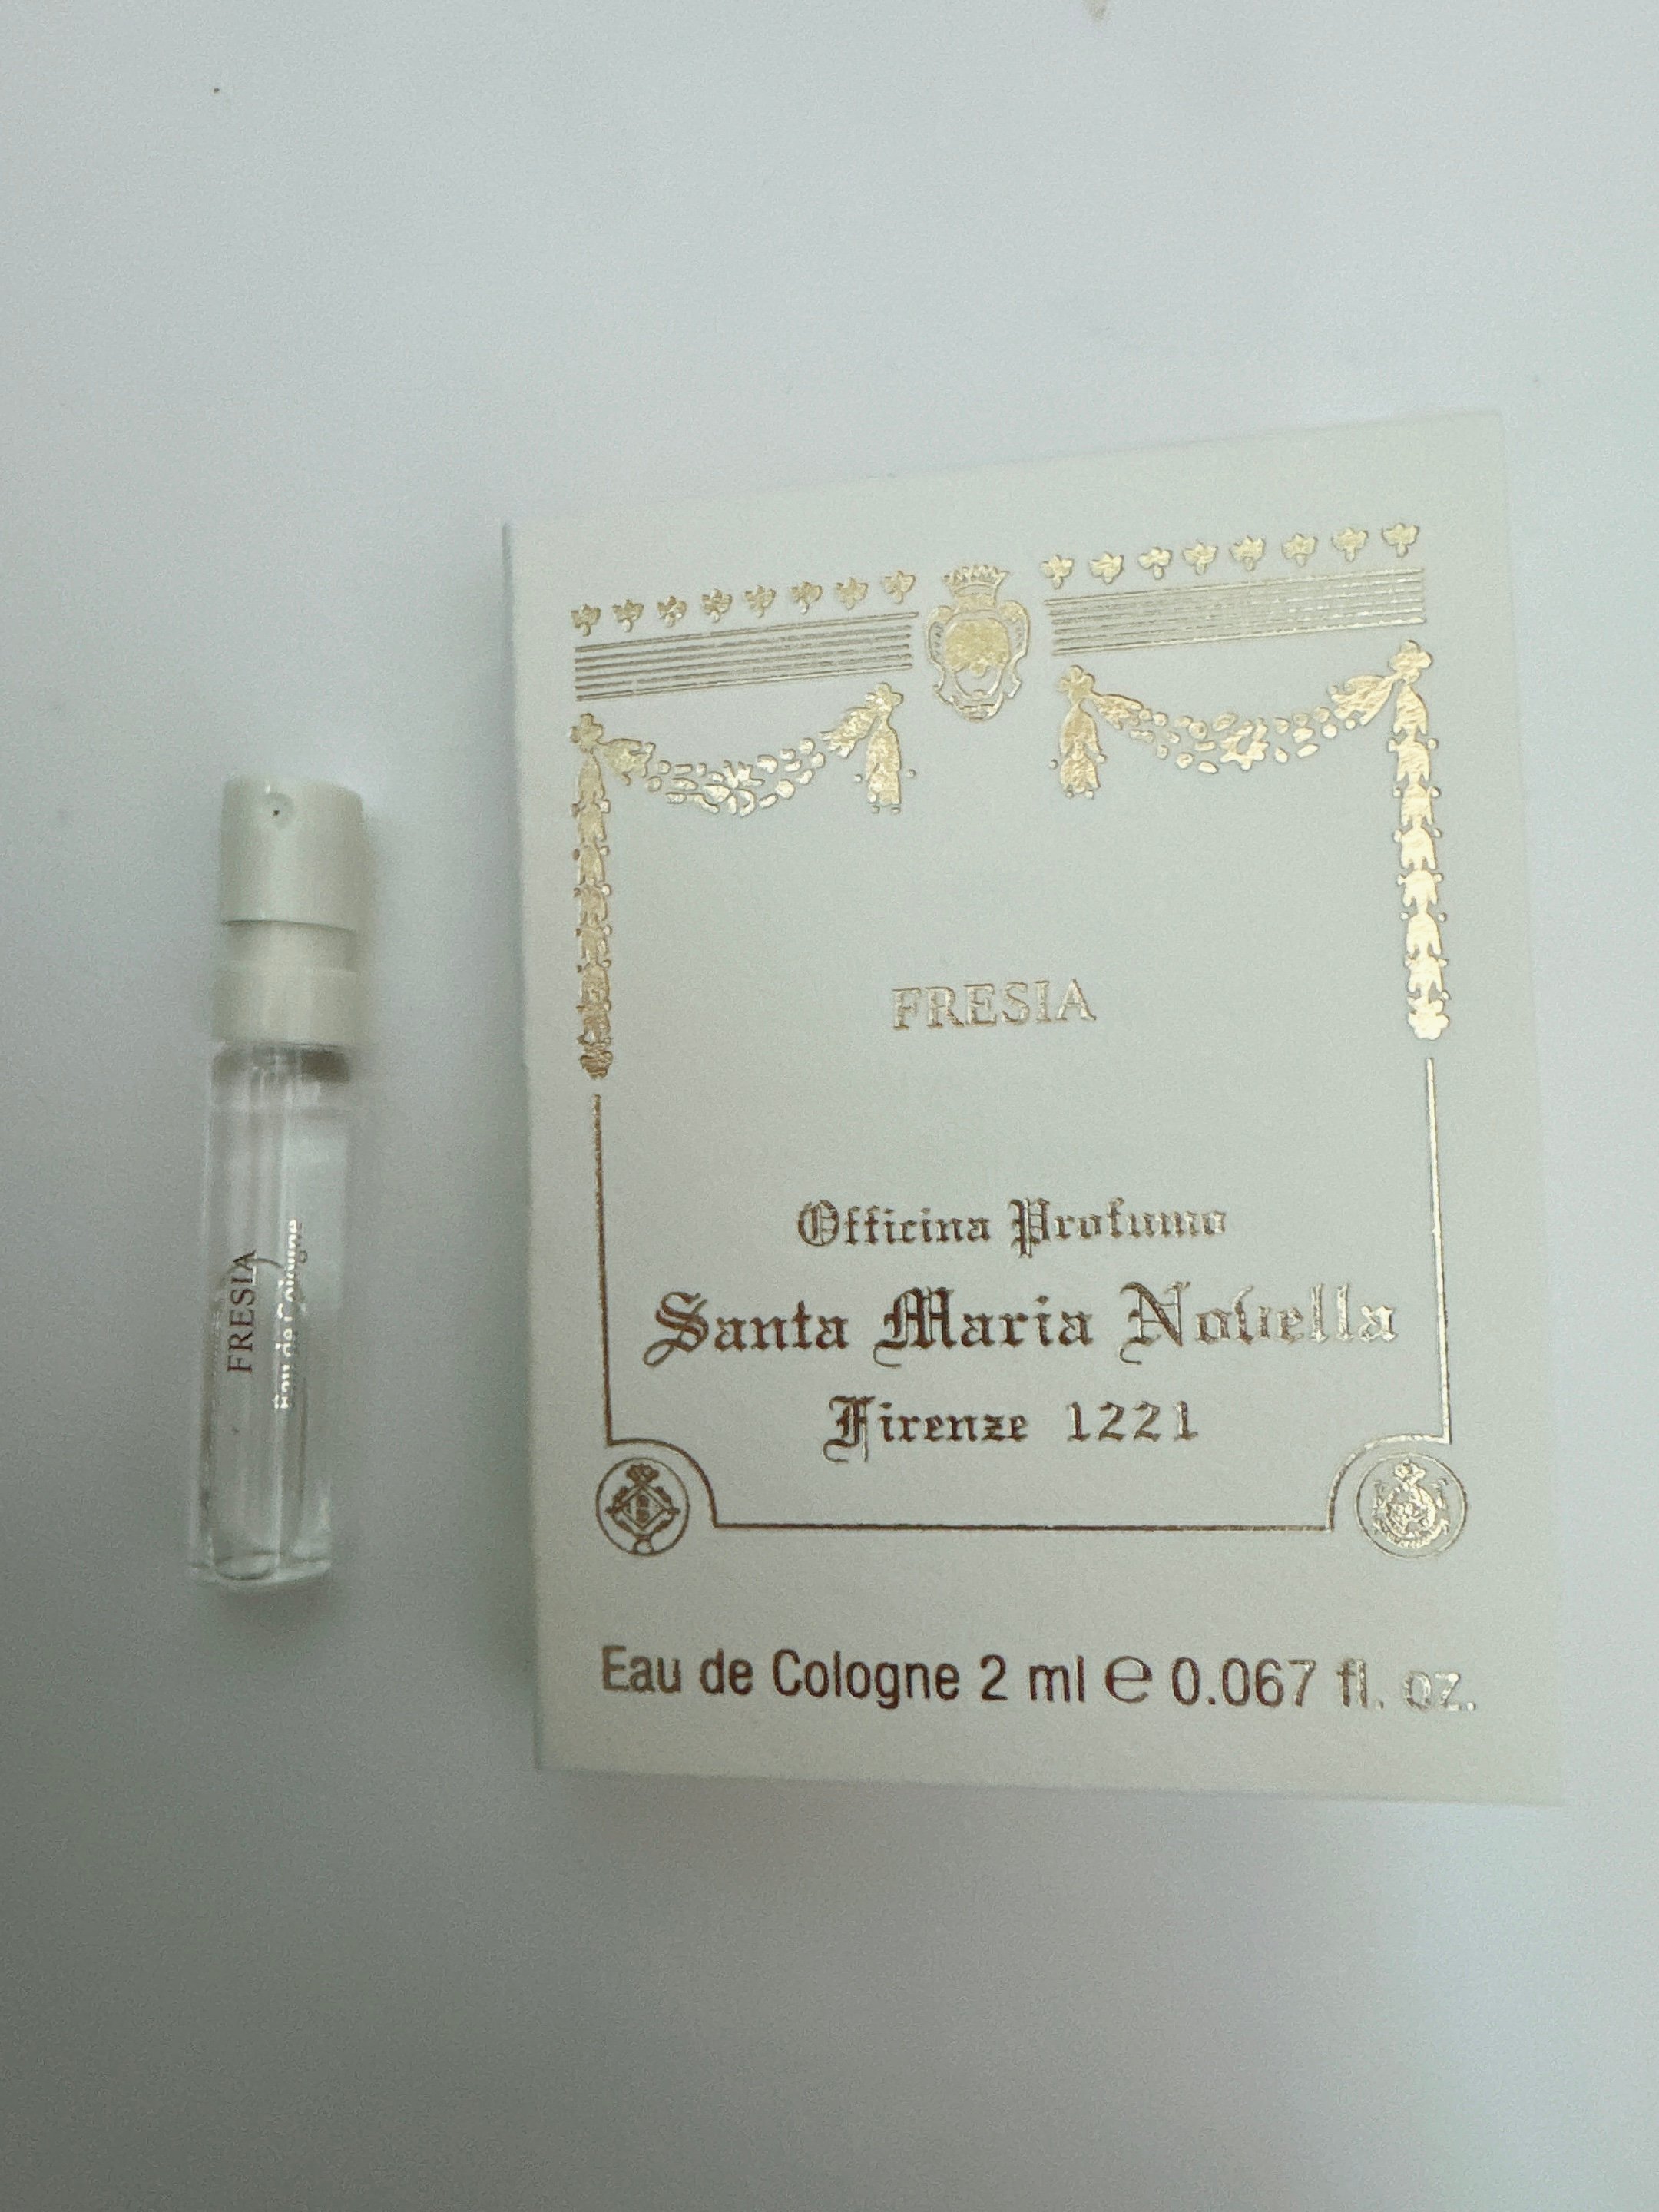 FRESIA
Eau de Cologne
FRESIA
Officina Profumo
Santa Maria Novella
Firenze 1221
Eau de Cologne 2 ml ℮ 0.067 fl. oz.